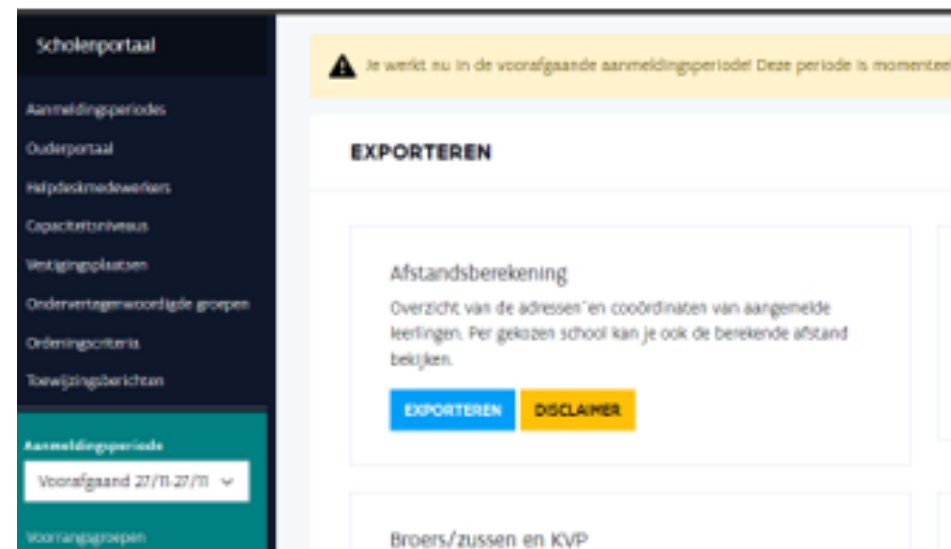 Scholenportaal
Aanmeldingsperiodes
Ouderportaal
Helpdeskmedewerkers
Capaciteitsniveaus
Vestigingsplaatsen
Ondervertegenwoordigde groepen
Ordeningscriteria
Toewijzingsberichten
Aanmeldingsperiode
Voorafgaand 27/11-27/11
Voorrangsgroepen
Je werkt nu in de voorafgaande aanmeldingsperiode! Deze periode is momenteel
EXPORTEREN
Afstandsberekening
Overzicht van de adressen en coördinaten van aangemelde
leerlingen. Per gekozen school kan je ook de berekende afstand
bekijken.
EXPORTEREN
DISCLAIMER
Broers/zussen en KVP